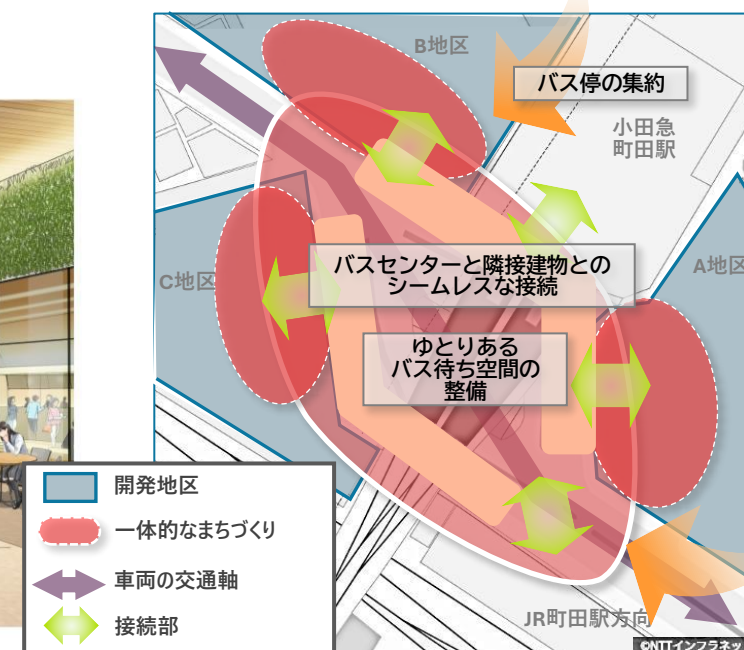 B地区
バス停の集約
小田急
町田駅
バスセンターと隣接建物との
シームレスな接続
C地区
A地区
ゆとりある
バス待ち空間の
整備
開発地区
一体的なまちづくり
車両の交通軸
接続部
JR町田駅方向
©NTTインフラネッ